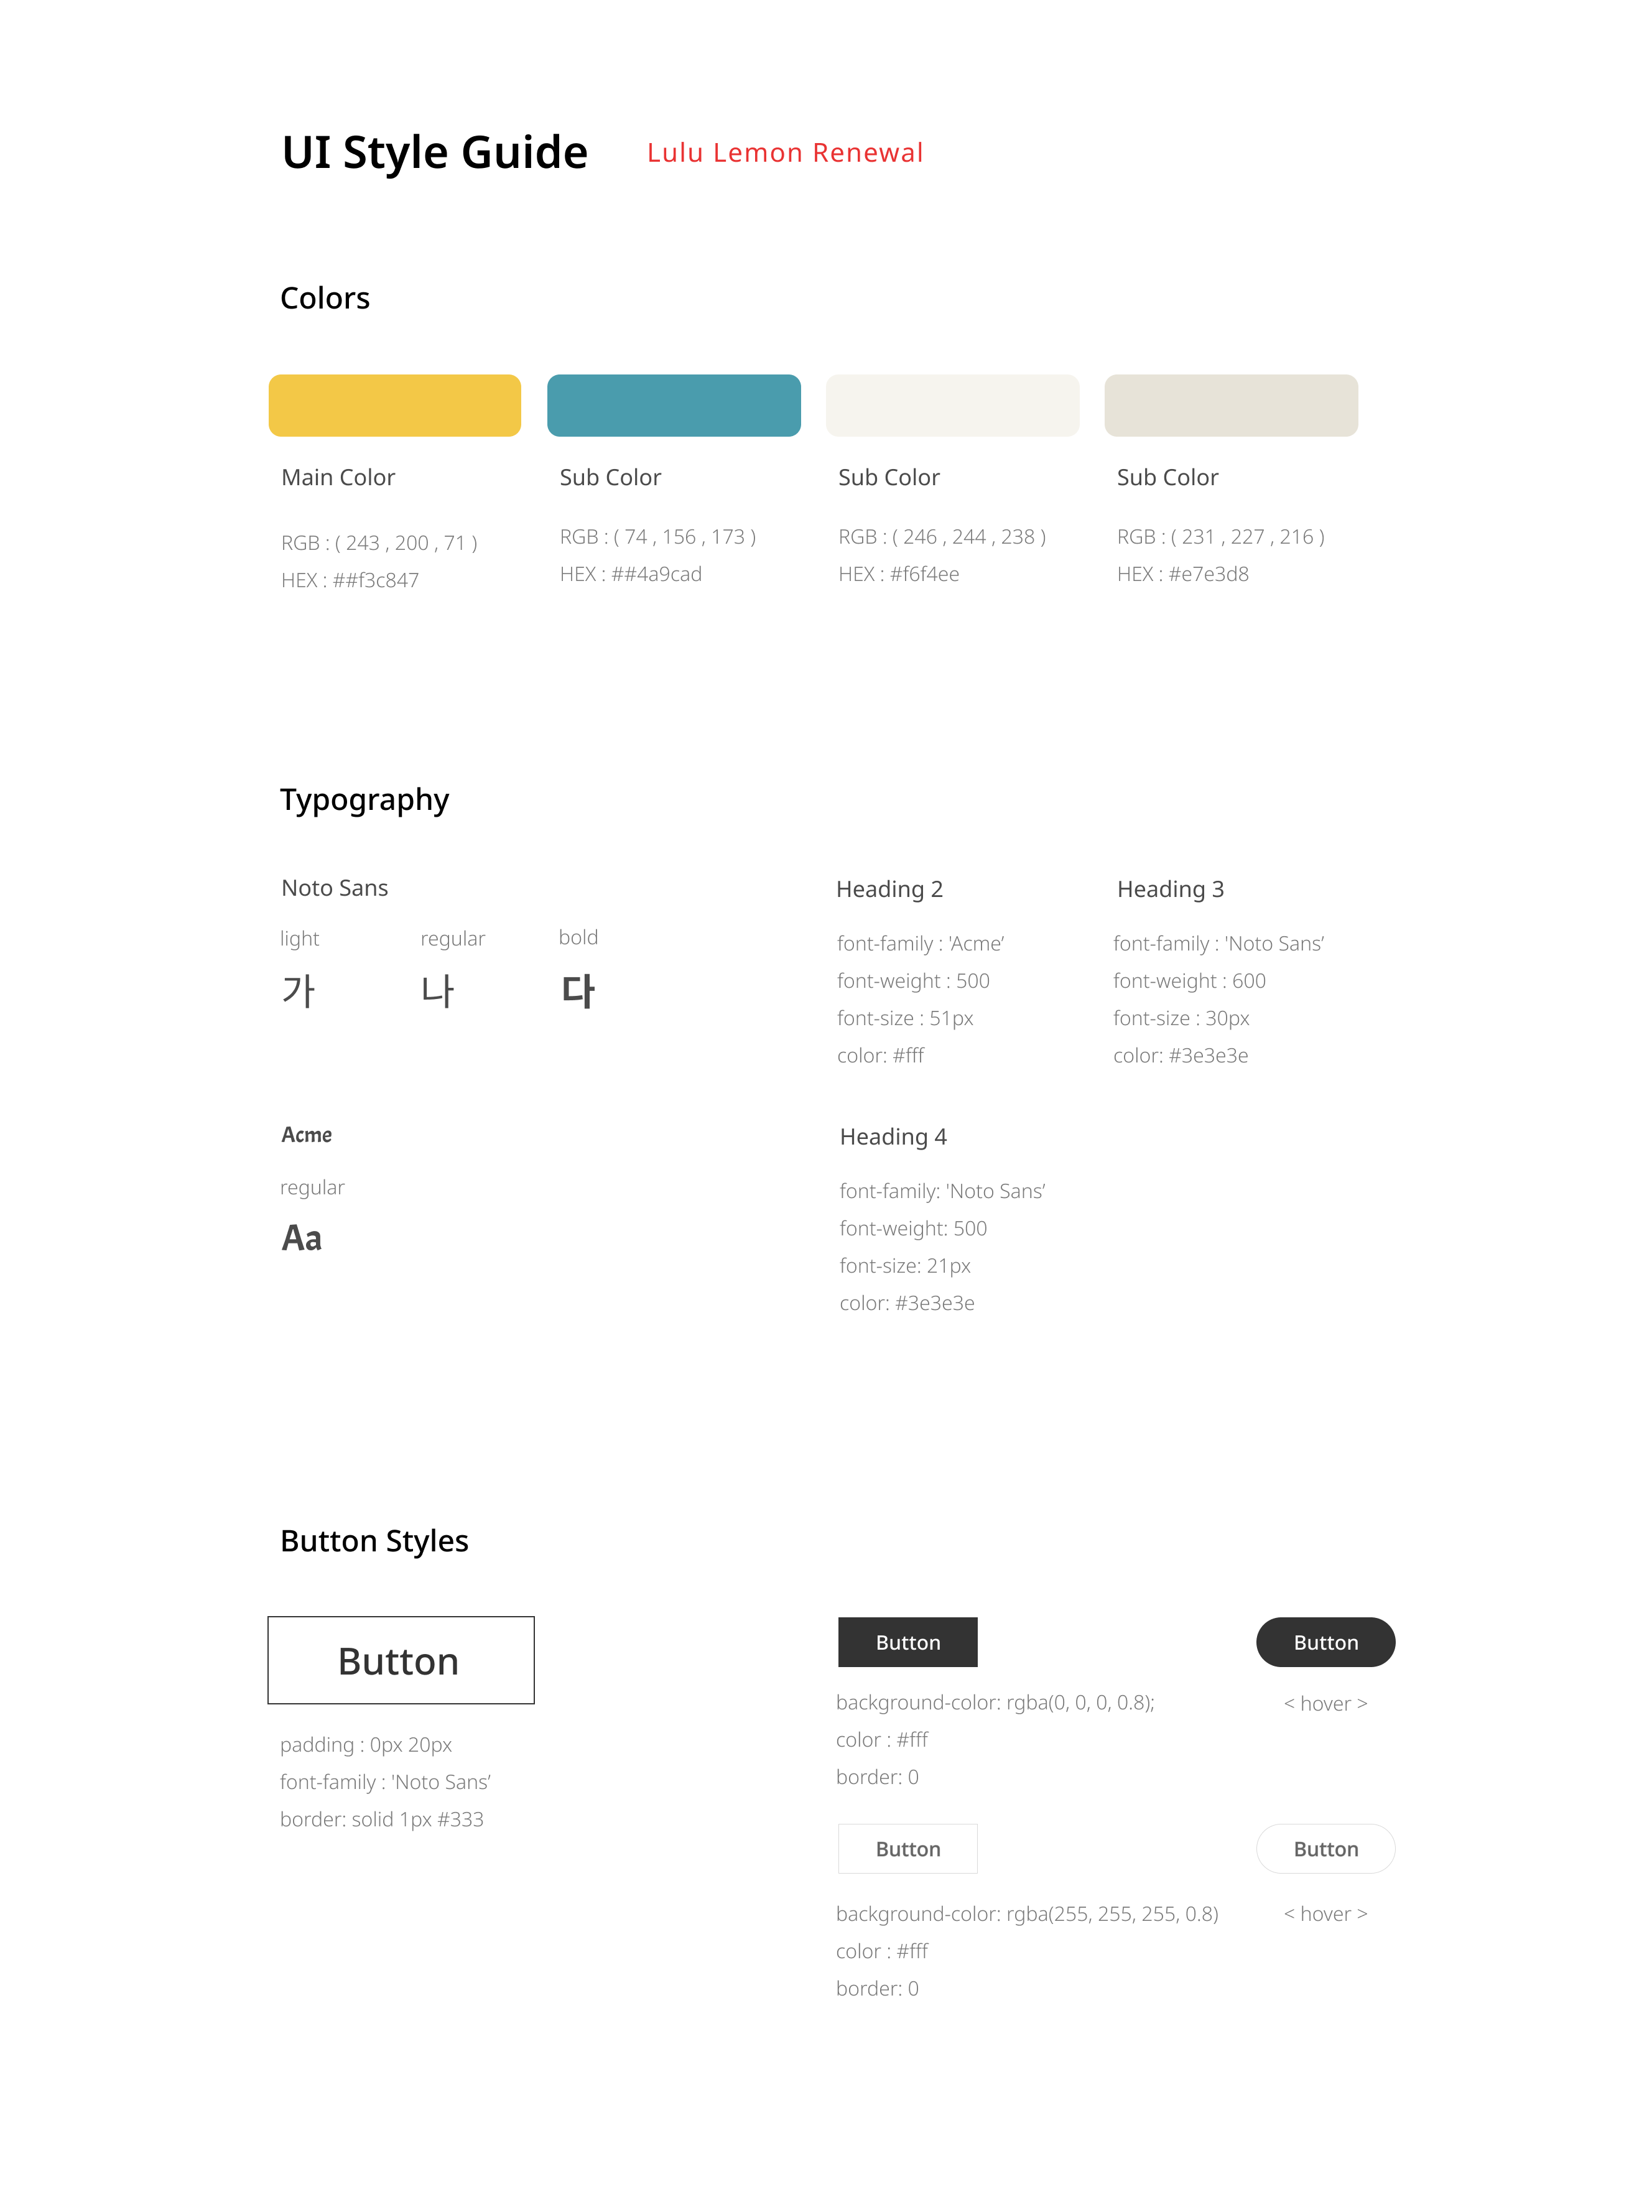 UI Style Guide
Lulu Lemon Renewal
Colors
Main Color
RGB : ( 243 , 200 , 71 )
HEX : ##f3c847
Sub Color
RGB : ( 74 , 156 , 173 )
HEX : ##4a9cad
Sub Color
RGB : ( 246 , 244 , 238 )
HEX : #f6f4ee
Sub Color
RGB : ( 231 , 227 , 216 )
HEX : #e7e3d8
Typography
Noto Sans
light
가
regular
나
bold
다
Acme
regular
Aa
Heading 2
font-family : 'Acme’
font-weight : 500
font-size : 51px
color: #fff
Heading 3
font-family : 'Noto Sans’
font-weight : 600
font-size : 30px
color: #3e3e3e
Heading 4
font-family: 'Noto Sans’
font-weight: 500
font-size: 21px
color: #3e3e3e
Button Styles
Button
padding : 0px 20px
font-family : 'Noto Sans’
border: solid 1px #333
Button
background-color: rgba(0, 0, 0, 0.8);
color : #fff
border: 0
Button
< hover >
Button
background-color: rgba(255, 255, 255, 0.8)
color : #fff
border: 0
Button
< hover >